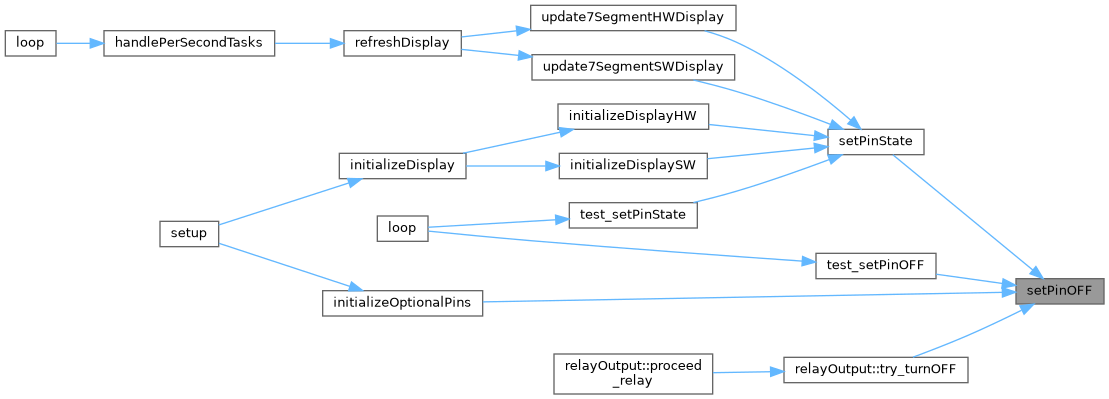 update7SegmentHWDisplay
loop
handlePerSecondTasks
refreshDisplay
update7SegmentSWDisplay
initializeDisplayHW
setPinState
initializeDisplay
initializeDisplaySW
test_setPinState
loop
setup
test_setPinOFF
setPinOFF
initializeOptionalPins
relayOutput::proceed
_relay
relayOutput::try_turnOFF